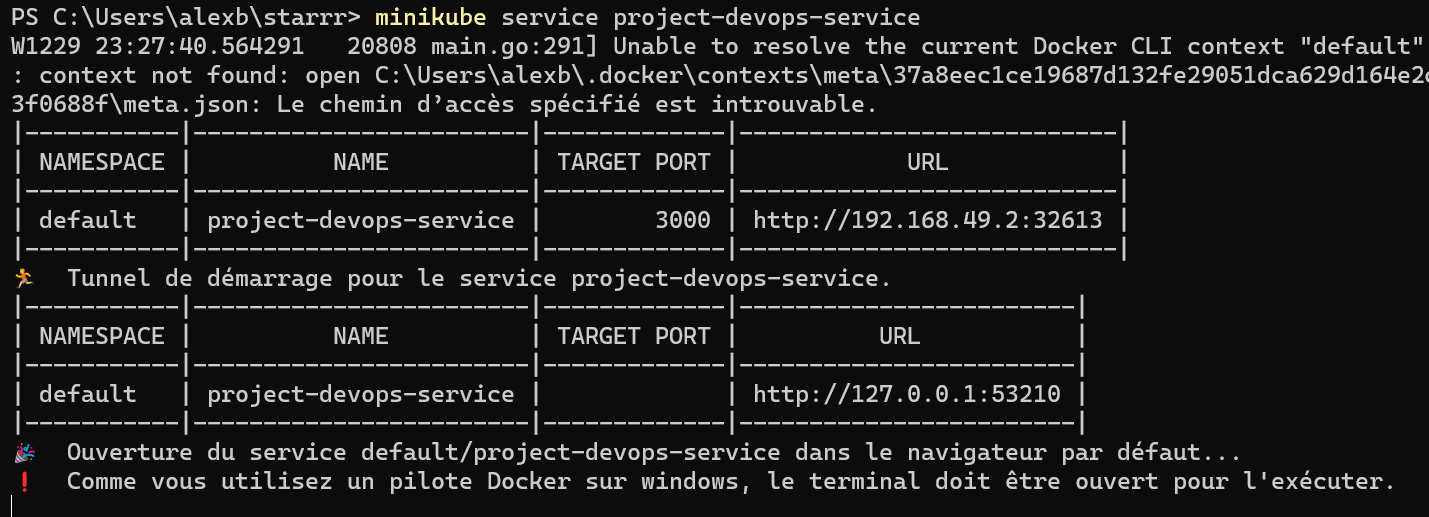 PS C:\Users\alexb\starrr> minikube service project-devops-service
W1229 23:27:40.564291   20808 main.go:291] Unable to resolve the current Docker CLI context "default"
: context not found: open C:\Users\alexb\.docker\contexts\meta\37a8eec1ce19687d132fe29051dca629d164e2c
3f0688f\meta.json: Le chemin d’accès spécifié est introuvable.
|-----------|------------------------|-------------|---------------------------|
| NAMESPACE |          NAME          | TARGET PORT |            URL            |
|-----------|------------------------|-------------|---------------------------|
| default   | project-devops-service |        3000 | http://192.168.49.2:32613 |
|-----------|------------------------|-------------|---------------------------|
🏃  Tunnel de démarrage pour le service project-devops-service.
|-----------|------------------------|-------------|------------------------|
| NAMESPACE |          NAME          | TARGET PORT |          URL           |
|-----------|------------------------|-------------|------------------------|
| default   | project-devops-service |             | http://127.0.0.1:53210 |
|-----------|------------------------|-------------|------------------------|
🎉  Ouverture du service default/project-devops-service dans le navigateur par défaut...
❗  Comme vous utilisez un pilote Docker sur windows, le terminal doit être ouvert pour l'exécuter.